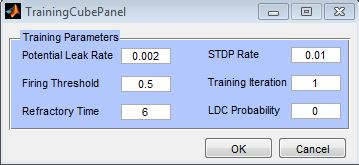 TrainingCubePanel
Training Parameters
Potential Leak Rate 0.002 STDP Rate 0.01
Firing Threshold 0.5 Training Iteration 1
Refractory Time 6 LDC Probability 0
OK Cancel